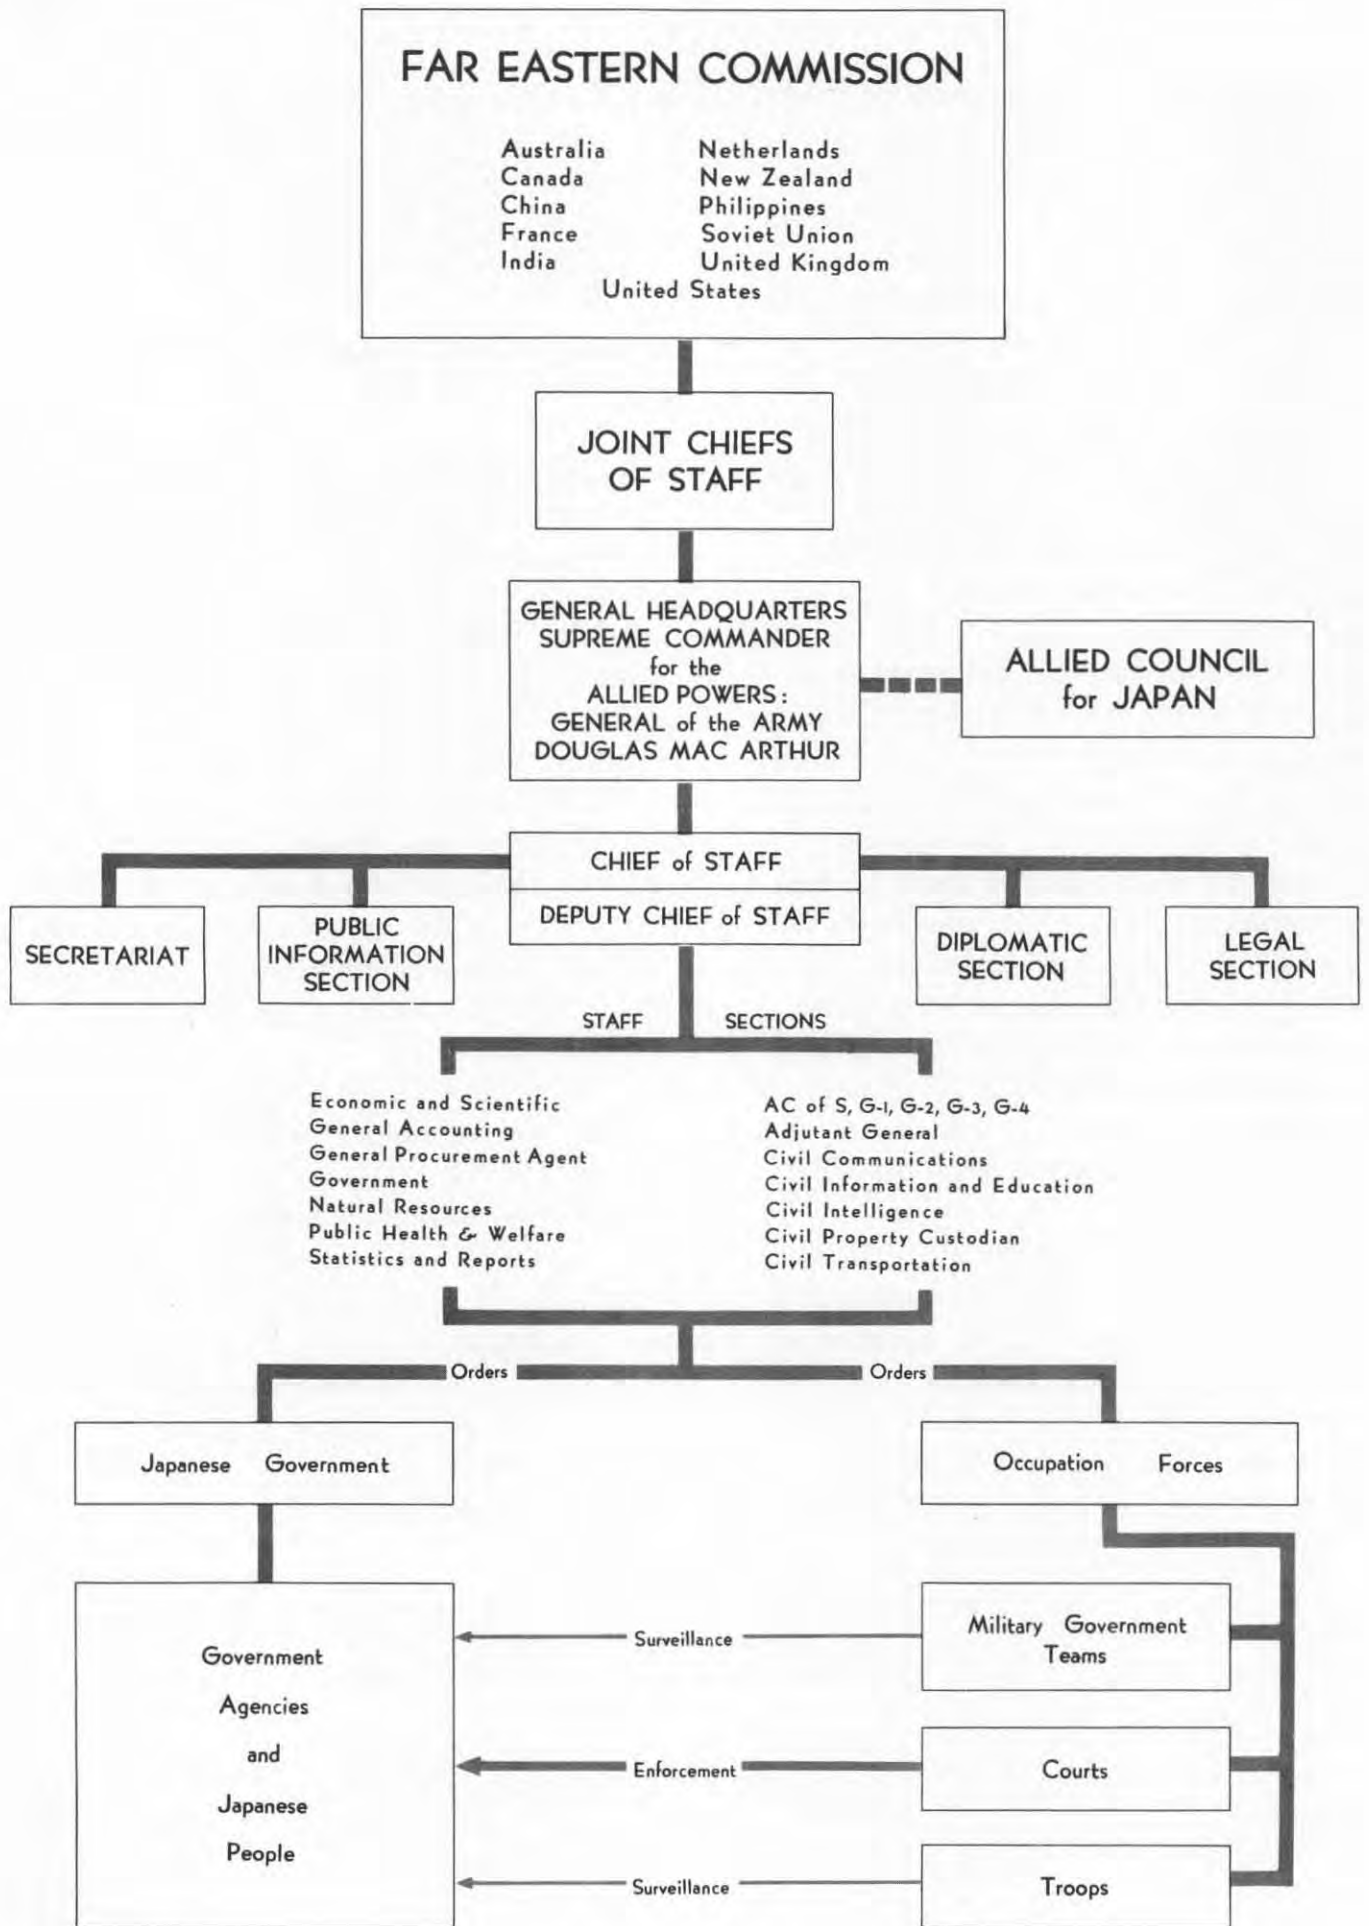 FAR EASTERN COMMISSION
Australia
Canada
China
France
India
Netherlands
New Zealand
Philippines
Soviet Union
United Kingdom
United States
JOINT CHIEFS
OF STAFF
GENERAL HEADQUARTERS
SUPREME COMMANDER
for the
ALLIED POWERS:
GENERAL of the ARMY
DOUGLAS MAC ARTHUR
ALLIED COUNCIL
for JAPAN
CHIEF of STAFF
DEPUTY CHIEF of STAFF
SECRETARIAT
PUBLIC
INFORMATION
SECTION
DIPLOMATIC
SECTION
LEGAL
SECTION
STAFF SECTIONS
Economic and Scientific
General Accounting
General Procurement Agent
Government
Natural Resources
Public Health & Welfare
Statistics and Reports
AC of S, G-1, G-2, G-3, G-4
Adjutant General
Civil Communications
Civil Information and Education
Civil Intelligence
Civil Property Custodian
Civil Transportation
Orders
Orders
Japanese Government
Occupation Forces
Government
Agencies
and
Japanese
People
Surveillance
Military Government
Teams
Enforcement
Courts
Surveillance
Troops